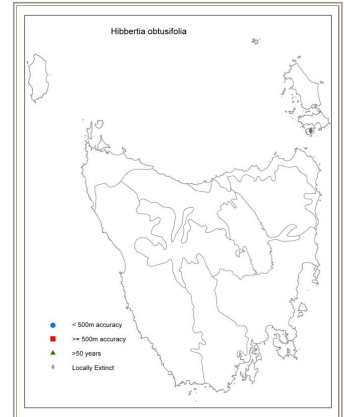 Hibbertia obtusifolia
< 500m accuracy
>= 500m accuracy
>50 years
Locally Extinct